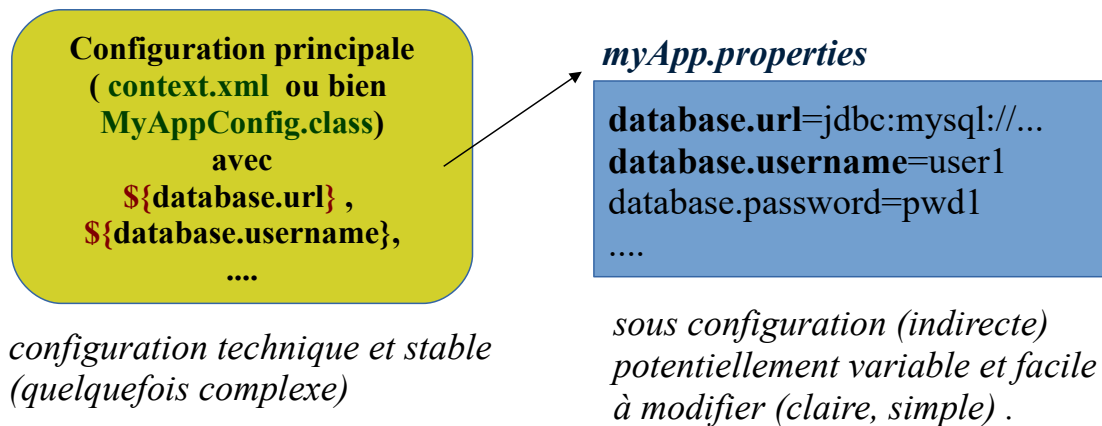 Configuration principale
( context.xml ou bien
MyAppConfig.class)
avec
${database.url} ,
${database.username},
....
configuration technique et stable
(quelquefois complexe)
myApp.properties
database.url=jdbc:mysql://...
database.username=user1
database.password=pwd1
....
sous configuration (indirecte)
potentiellement variable et facile
à modifier (claire, simple) .